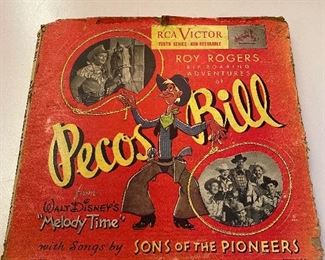 RCA VICTOR
YOUTH SERIES · NON-BREAKABLE
ROY ROGERS
RIP-ROARING
ADVENTURES
of
Pecos Bill
from
WALT DISNEY'S
"Melody Time"
with Songs by SONS OF THE PIONEERS